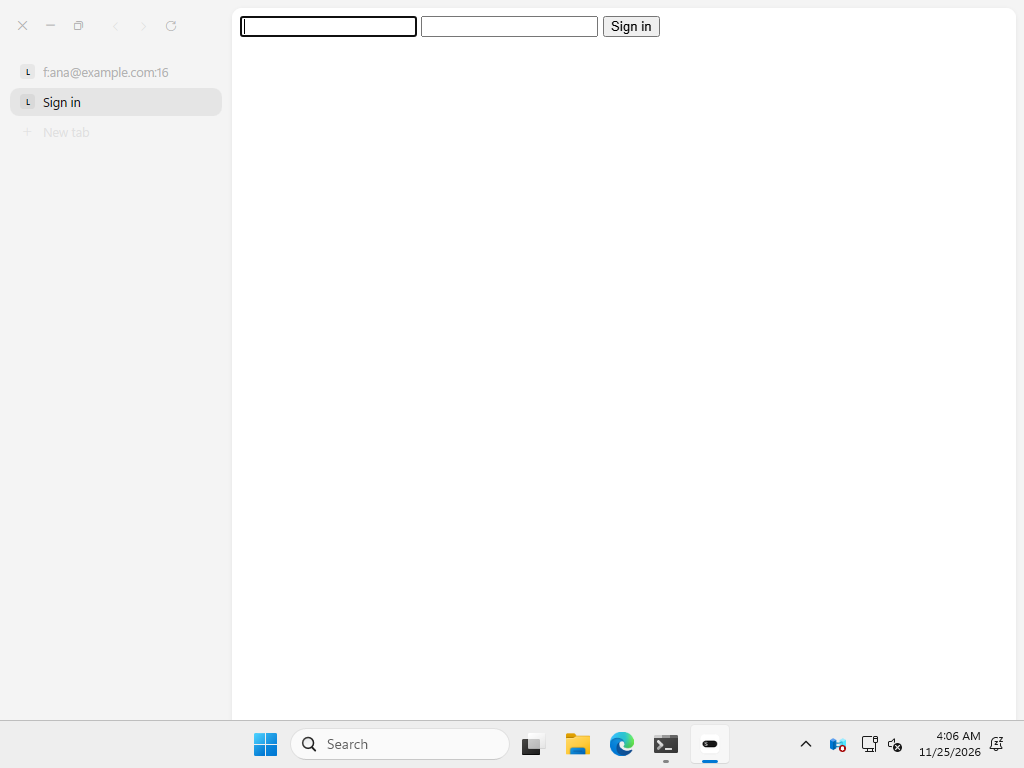 L f:ana@example.com:16
L Sign in
+ New tab
Sign in
Search
4:06 AM
11/25/2026